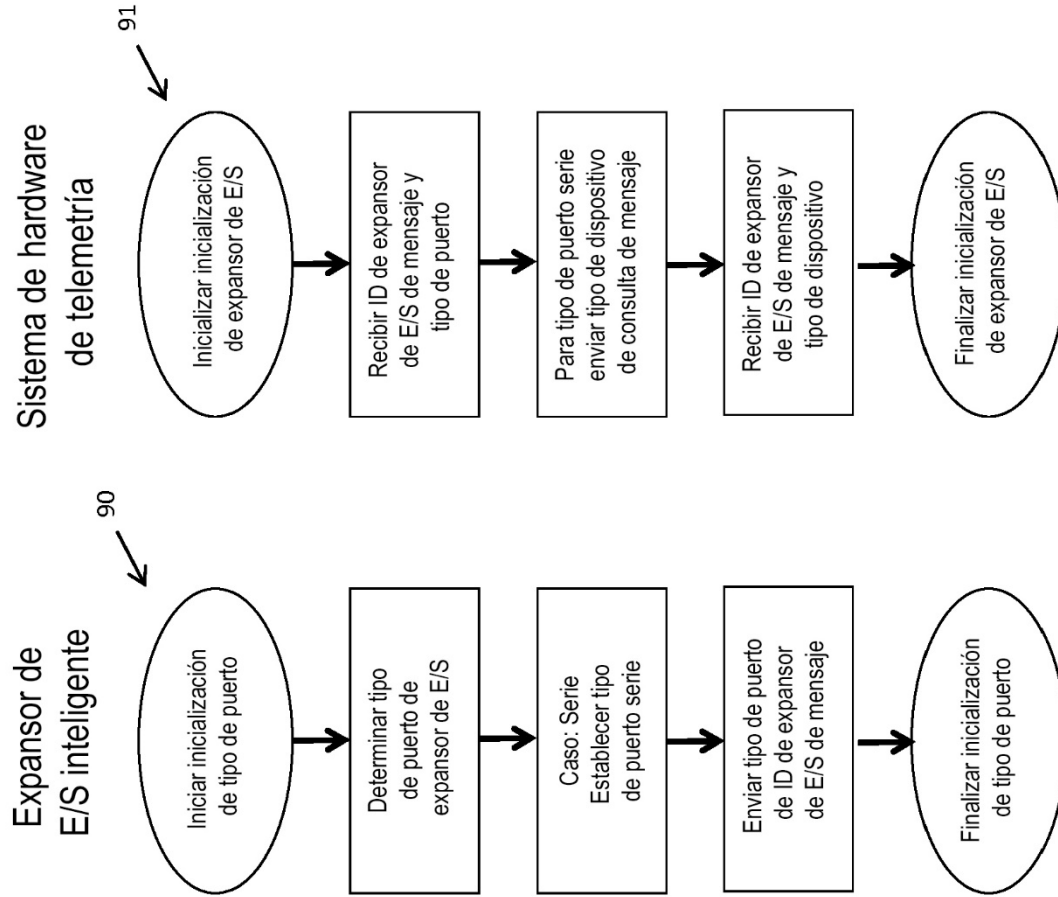 Expansor de
E/S inteligente
90
Iniciar inicialización
de tipo de puerto
Determinar tipo
de puerto de
expansor de E/S
Caso: Serie
Establecer tipo
de puerto serie
Enviar tipo de puerto
de ID de expansor
de E/S de mensaje
Finalizar inicialización
de tipo de puerto
Sistema de hardware
de telemetría
91
Inicializar inicialización
de expansor de E/S
Recibir ID de expansor
de E/S de mensaje y
tipo de puerto
Para tipo de puerto serie
enviar tipo de dispositivo
de consulta de mensaje
Recibir ID de expansor
de E/S de mensaje y
tipo de dispositivo
Finalizar inicialización
de expansor de E/S